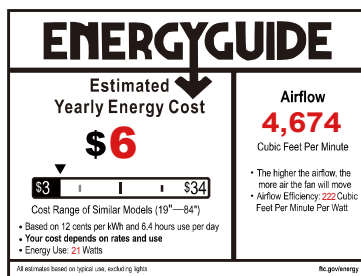 ENERGYGUIDE
Estimated
Yearly Energy Cost
$6
$3
$34
Cost Range of Similar Models (19"—84")
• Based on 12 cents per kWh and 6.4 hours use per day
• Your cost depends on rates and use
• Energy Use: 21 Watts
Airflow
4,674
Cubic Feet Per Minute
• The higher the airflow, the
more air the fan will move
• Airflow Efficiency: 222 Cubic
Feet Per Minute Per Watt
All estimates based on typical use, excluding lights
ftc.gov/energy